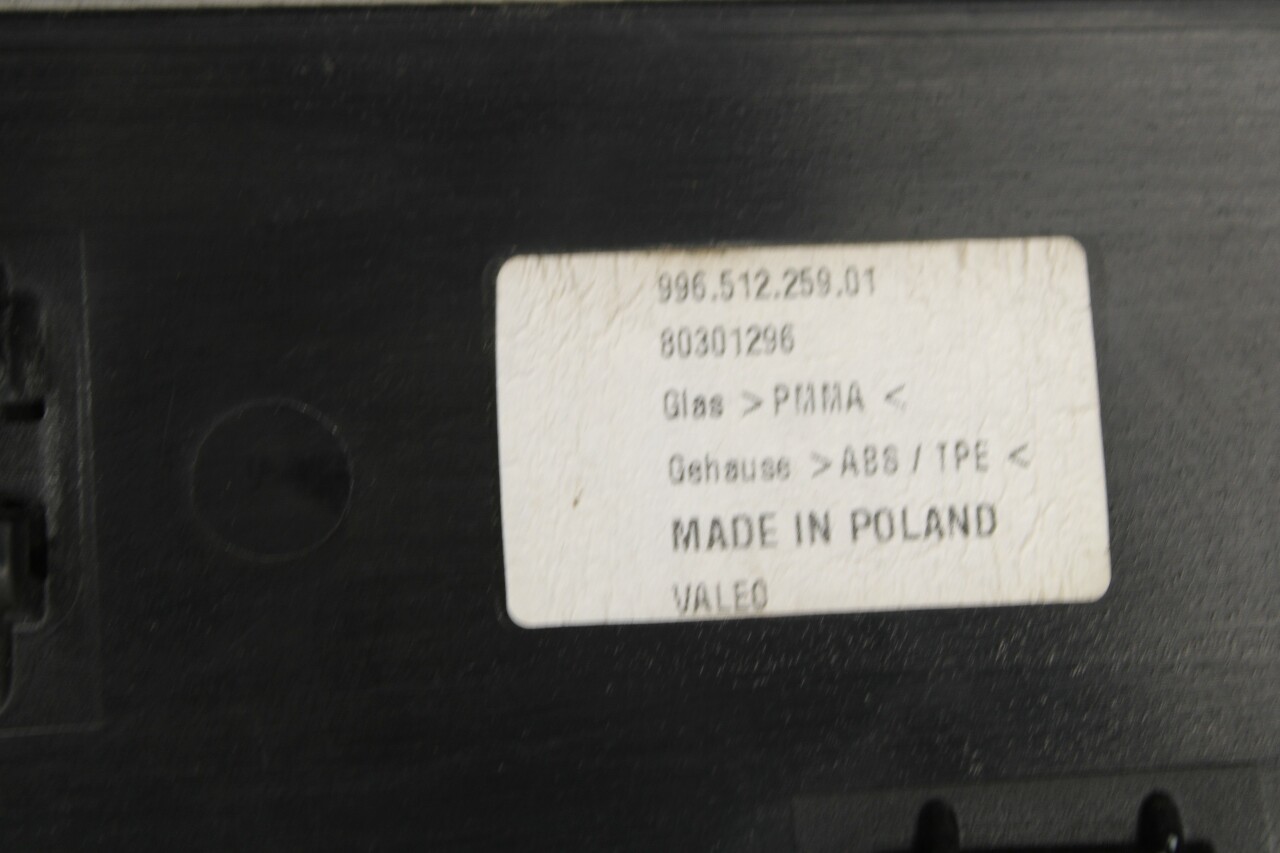 996.512.259.01
80301296
Glas >PMMA <
Gehause >ABS / TPE <
MADE IN POLAND
VALEO